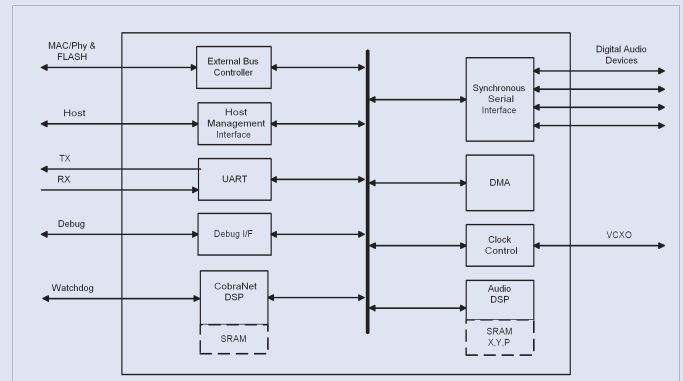 MAC/Phy &
FLASH
External Bus
Controller
Host
Host
Management
Interface
TX
RX
UART
Debug
Debug I/F
Watchdog
CobraNet
DSP
SRAM
Digital Audio
Devices
Synchronous
Serial
Interface
DMA
Clock
Control
VCXO
Audio
DSP
SRAM
X,Y,P